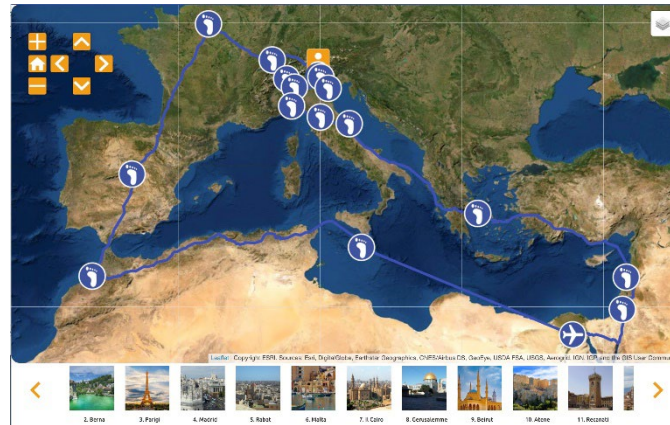 Leaflet | Copyright ESRI. Sources: Esri, DigitalGlobe, Earthstar Geographics, CNES/Airbus DS, GeoEye, USDA FSA, USGS, Aerogrid, IGN, IGP, and the GIS User Commu
2. Berna
3. Parigi
4. Madrid
5. Rabat
6. Malta
7. Il Cairo
8. Gerusalemme
9. Beirut
10. Atene
11. Recanati